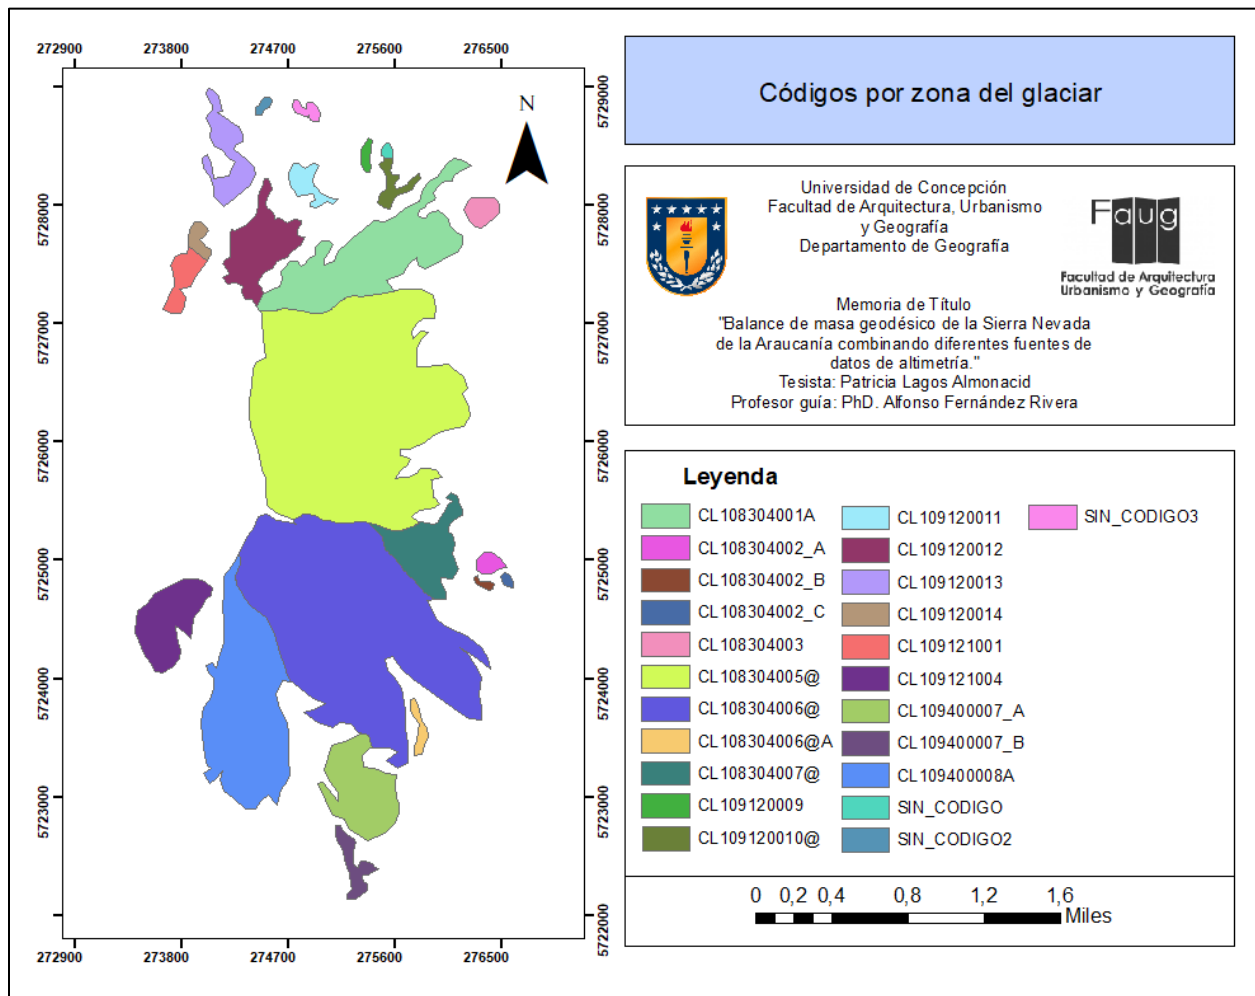 272900 273800 274700 275600 276500
5729000
5728000
5727000
5726000
5725000
5724000
5723000
5722000
N
272900 273800 274700 275600 276500
Códigos por zona del glaciar
Universidad de Concepción
Facultad de Arquitectura, Urbanismo
y Geografía
Departamento de Geografía
Faug
Facultad de Arquitectura
Urbanismo y Geografía
Memoria de Título
"Balance de masa geodésico de la Sierra Nevada
de la Araucanía combinando diferentes fuentes de
datos de altimetría."
Tesista: Patricia Lagos Almonacid
Profesor guía: PhD. Alfonso Fernández Rivera
Leyenda
CL108304001A
CL108304002_A
CL108304002_B
CL108304002_C
CL108304003
CL108304005@
CL108304006@
CL108304006@A
CL108304007@
CL109120009
CL109120010@
CL109120011
CL109120012
CL109120013
CL109120014
CL109121001
CL109121004
CL109400007_A
CL109400007_B
CL109400008A
SIN_CODIGO
SIN_CODIGO2
SIN_CODIGO3
0 0,2 0,4 0,8 1,2 1,6
Miles